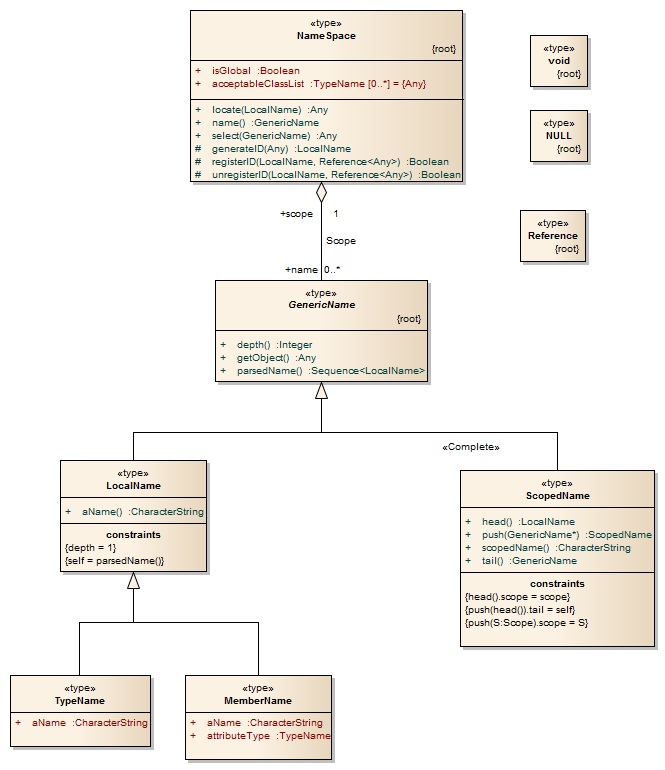 «type»
NameSpace
{root}
+ isGlobal :Boolean
+ acceptableClassList :TypeName [0..*] = {Any}
+ locate(LocalName) :Any
+ name() :GenericName
+ select(GenericName) :Any
# generateID(Any) :LocalName
# registerID(LocalName, Reference<Any>) :Boolean
# unregisterID(LocalName, Reference<Any>) :Boolean
«type»
void
{root}
«type»
NULL
{root}
«type»
Reference
{root}
+scope 1
Scope
+name 0..*
«type»
GenericName
{root}
+ depth() :Integer
+ getObject() :Any
+ parsedName() :Sequence<LocalName>
«Complete»
«type»
LocalName
+ aName() :CharacterString
constraints
{depth = 1}
{self = parsedName()}
«type»
ScopedName
+ head() :LocalName
+ push(GenericName*) :ScopedName
+ scopedName() :CharacterString
+ tail() :GenericName
constraints
{head().scope = scope}
{push(head()).tail = self}
{push(S:Scope).scope = S}
«type»
TypeName
+ aName :CharacterString
«type»
MemberName
+ aName :CharacterString
+ attributeType :TypeName